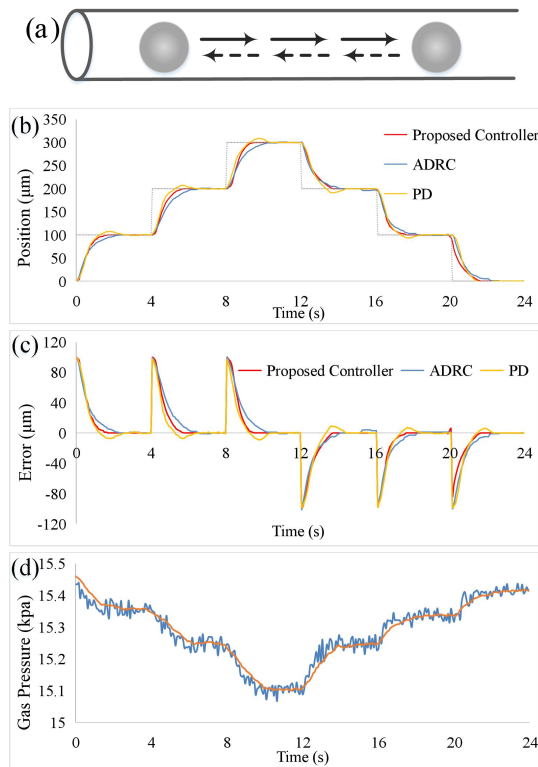 (a)
(b)
350
300
250
200
150
100
50
0
Position (μm)
Proposed Controller
ADRC
PD
0 4 8 12 16 20 24
Time (s)
(c)
120
80
40
0
-40
-80
-120
Error (μm)
Proposed Controller ADRC PD
0 4 8 12 16 20 24
Time (s)
(d)
15.5
15.4
15.3
15.2
15.1
15
Gas Pressure (kpa)
0 4 8 12 16 20 24
Time (s)